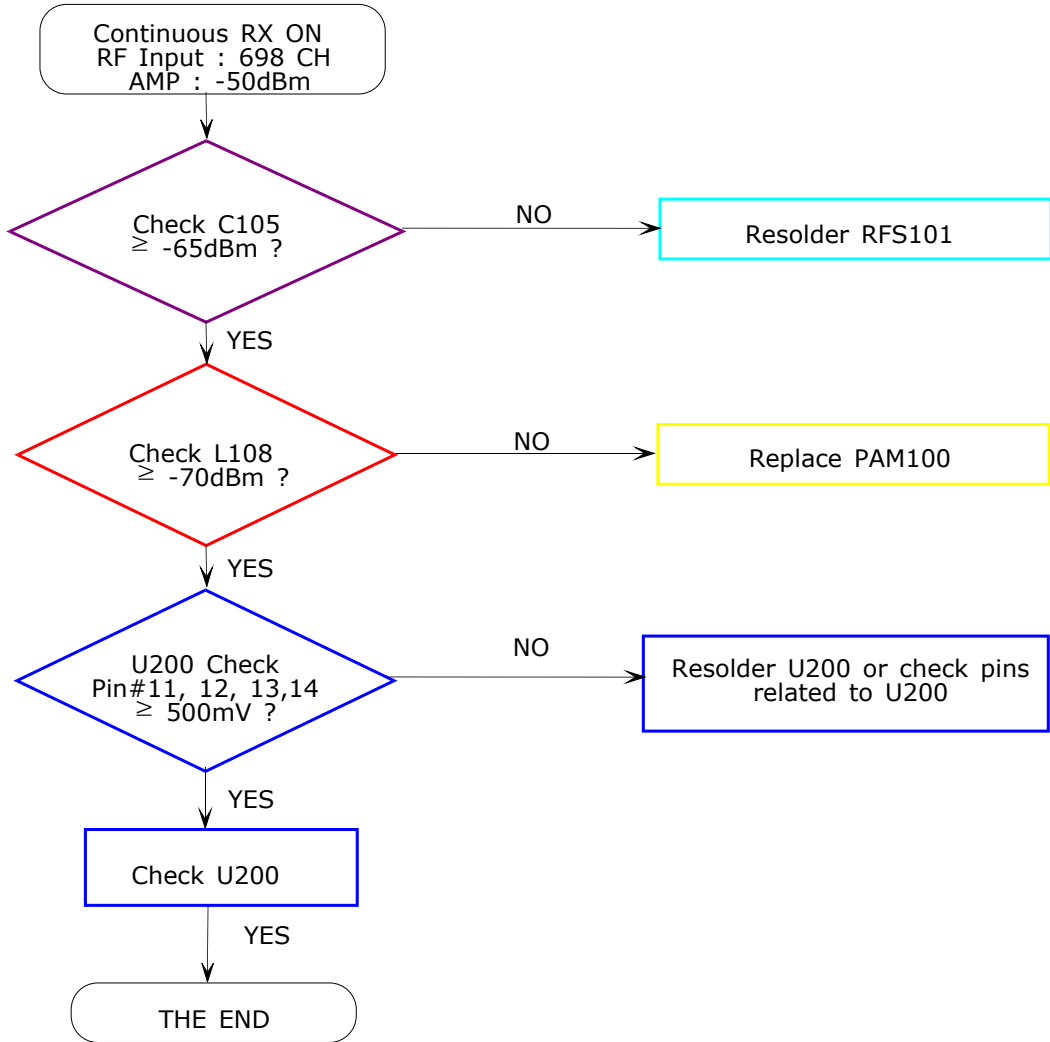 Continuous RX ON
RF Input : 698 CH
AMP : -50dBm
Check C105
≥ -65dBm ?
NO
Resolder RFS101
YES
Check L108
≥ -70dBm ?
NO
Replace PAM100
YES
U200 Check
Pin#11, 12, 13,14
≥ 500mV ?
NO
Resolder U200 or check pins
related to U200
YES
Check U200
YES
THE END